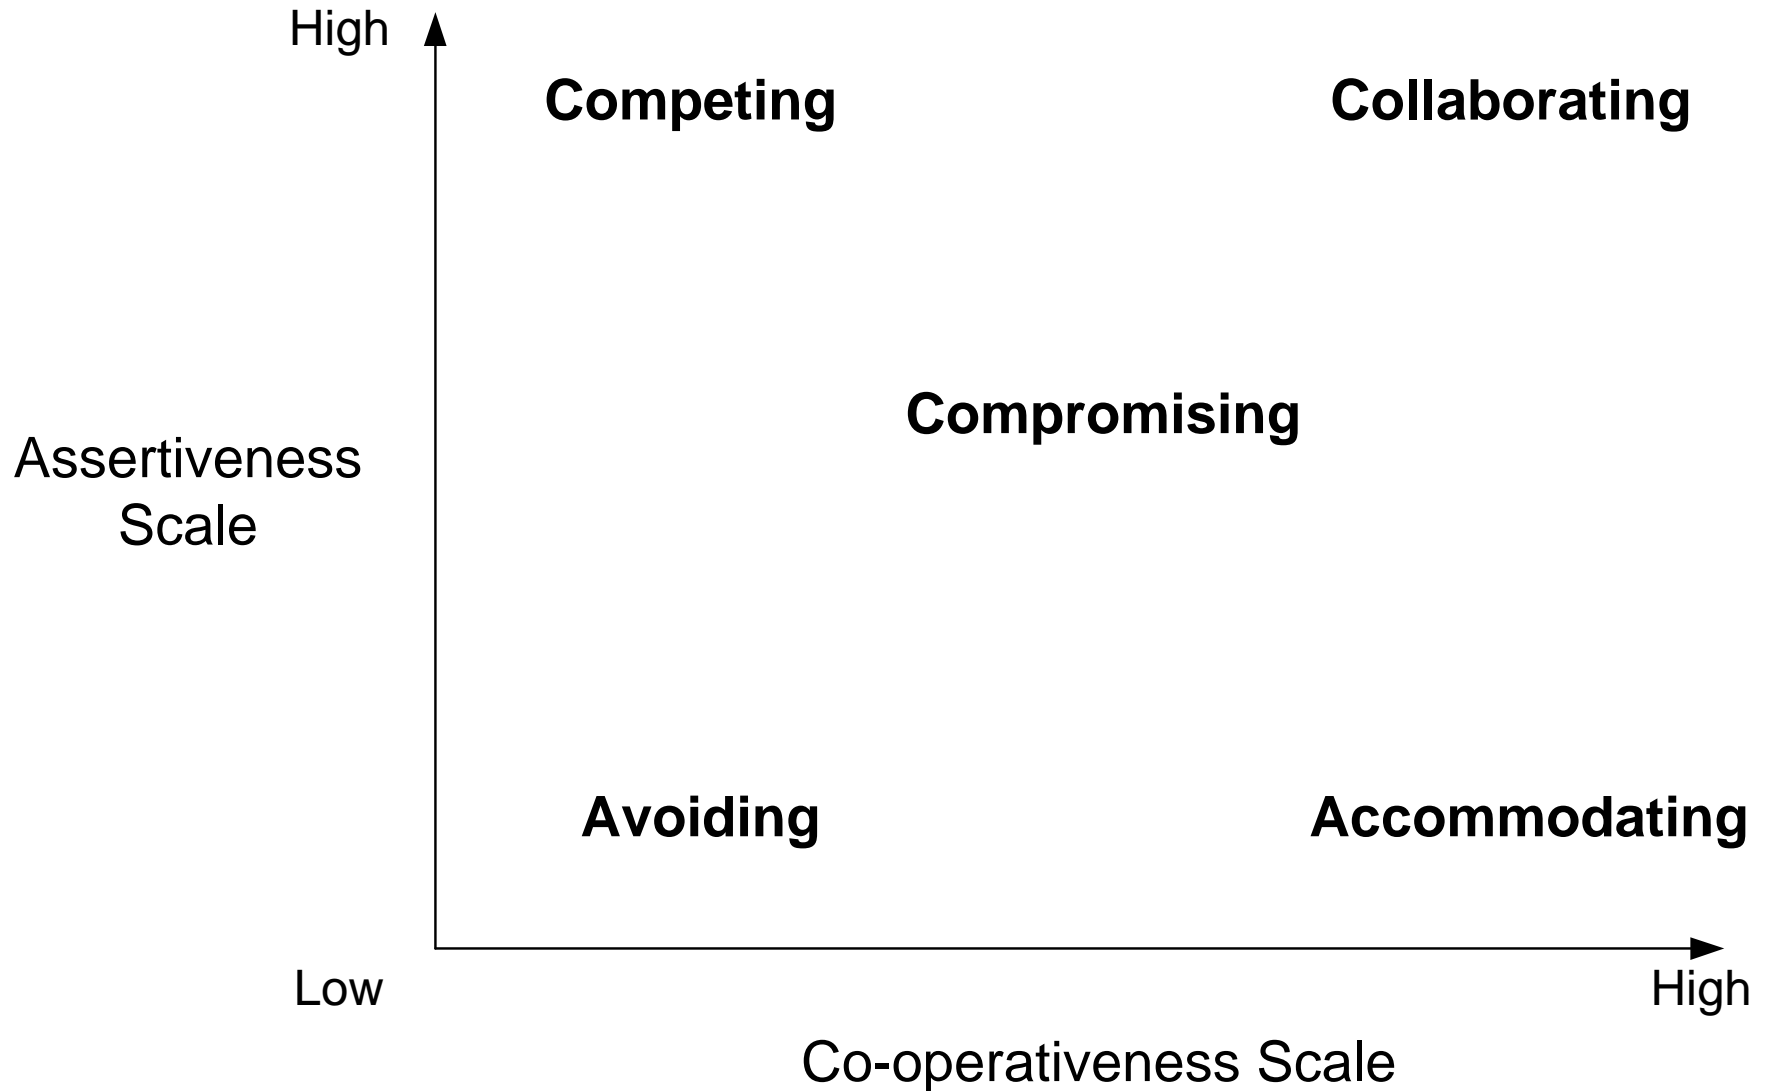 High
Competing
Collaborating
Compromising
Assertiveness
Scale
Avoiding
Accommodating
Low
High
Co-operativeness Scale